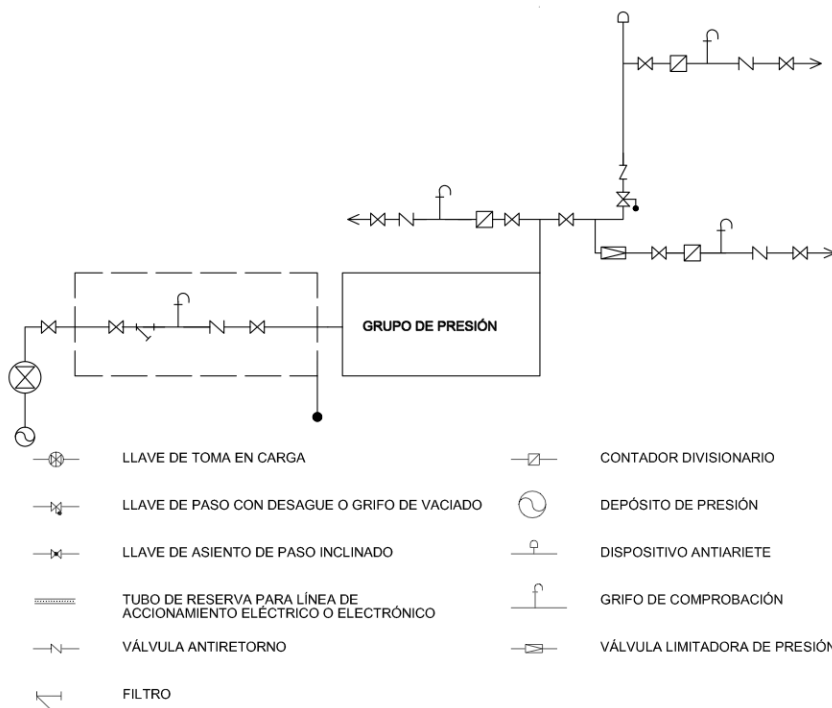 GRUPO DE PRESIÓN
LLAVE DE TOMA EN CARGA
LLAVE DE PASO CON DESAGUE O GRIFO DE VACIADO
LLAVE DE ASIENTO DE PASO INCLINADO
TUBO DE RESERVA PARA LÍNEA DE
ACCIONAMIENTO ELÉCTRICO O ELECTRÓNICO
VÁLVULA ANTIRETORNO
FILTRO
CONTADOR DIVISIONARIO
DEPÓSITO DE PRESIÓN
DISPOSITIVO ANTIARIETE
GRIFO DE COMPROBACIÓN
VÁLVULA LIMITADORA DE PRESIÓN